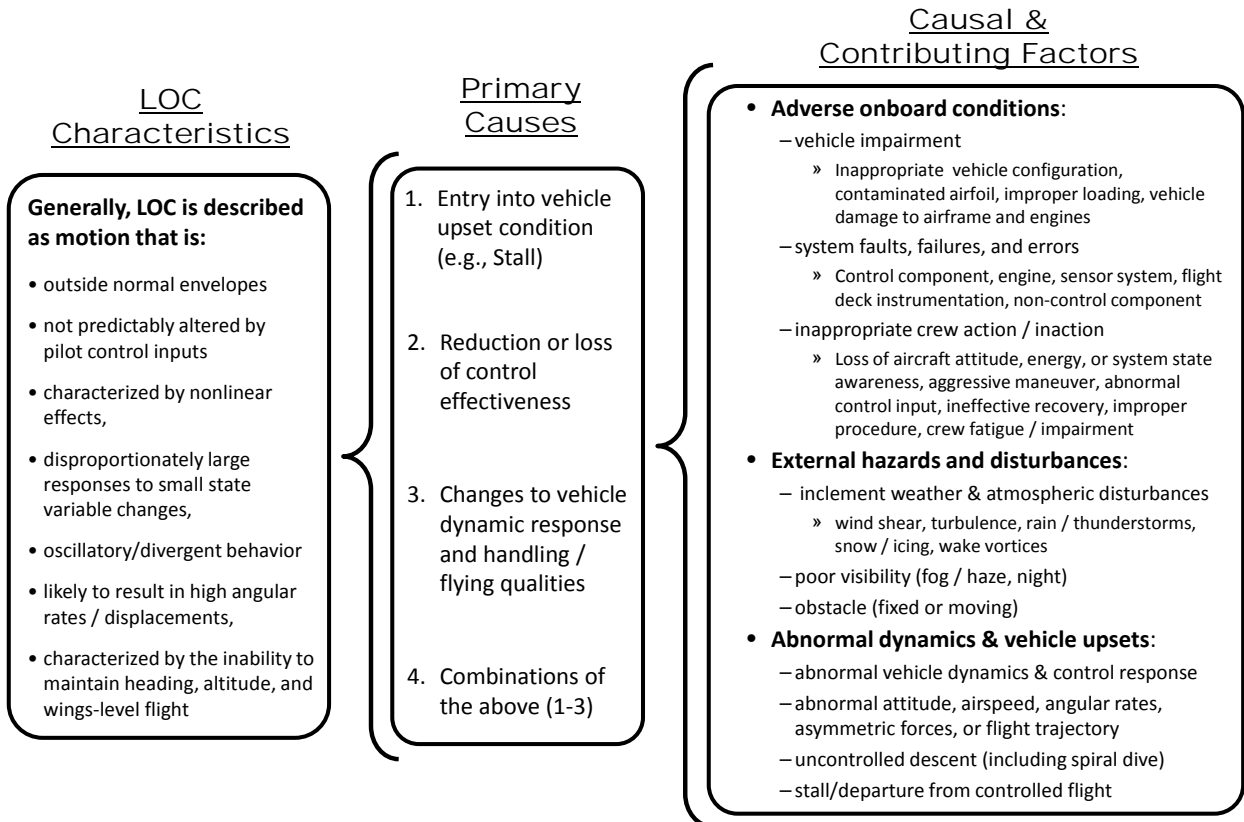 LOC
Characteristics
Generally, LOC is described
as motion that is:
• outside normal envelopes
• not predictably altered by
pilot control inputs
• characterized by nonlinear
effects,
• disproportionately large
responses to small state
variable changes,
• oscillatory/divergent behavior
• likely to result in high angular
rates / displacements,
• characterized by the inability to
maintain heading, altitude, and
wings-level flight
Primary
Causes
1. Entry into vehicle
upset condition
(e.g., Stall)
2. Reduction or loss
of control
effectiveness
3. Changes to vehicle
dynamic response
and handling /
flying qualities
4. Combinations of
the above (1-3)
Causal &
Contributing Factors
• Adverse onboard conditions:
– vehicle impairment
» Inappropriate vehicle configuration,
contaminated airfoil, improper loading, vehicle
damage to airframe and engines
– system faults, failures, and errors
» Control component, engine, sensor system, flight
deck instrumentation, non-control component
– inappropriate crew action / inaction
» Loss of aircraft attitude, energy, or system state
awareness, aggressive maneuver, abnormal
control input, ineffective recovery, improper
procedure, crew fatigue / impairment
• External hazards and disturbances:
– inclement weather & atmospheric disturbances
» wind shear, turbulence, rain / thunderstorms,
snow / icing, wake vortices
– poor visibility (fog / haze, night)
– obstacle (fixed or moving)
• Abnormal dynamics & vehicle upsets:
– abnormal vehicle dynamics & control response
– abnormal attitude, airspeed, angular rates,
asymmetric forces, or flight trajectory
– uncontrolled descent (including spiral dive)
– stall/departure from controlled flight